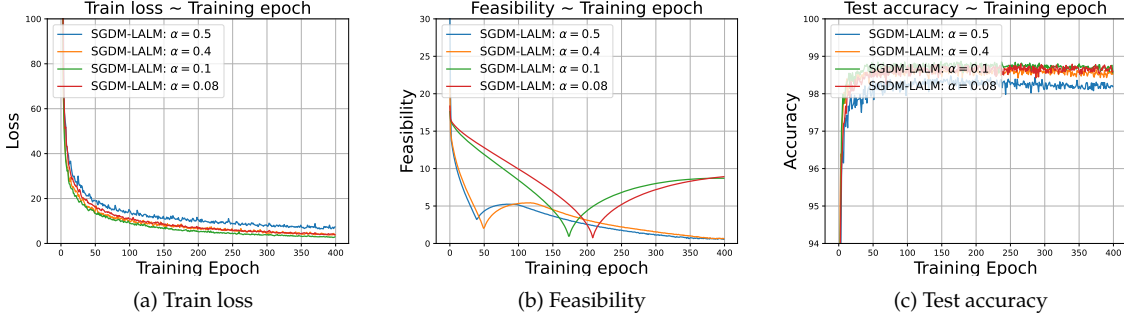 Train loss ~ Training epoch
100
80
60
40
20
0
Loss
SGDM-LALM: α = 0.5
SGDM-LALM: α = 0.4
SGDM-LALM: α = 0.1
SGDM-LALM: α = 0.08
0 50 100 150 200 250 300 350 400
Training Epoch
(a) Train loss
Feasibility ~ Training epoch
30
25
20
15
10
5
0
Feasibility
SGDM-LALM: α = 0.5
SGDM-LALM: α = 0.4
SGDM-LALM: α = 0.1
SGDM-LALM: α = 0.08
0 50 100 150 200 250 300 350 400
Training epoch
(b) Feasibility
Test accuracy ~ Training epoch
100
99
98
97
96
95
94
Accuracy
SGDM-LALM: α = 0.5
SGDM-LALM: α = 0.4
SGDM-LALM: α = 0.1
SGDM-LALM: α = 0.08
0 50 100 150 200 250 300 350 400
Training Epoch
(c) Test accuracy